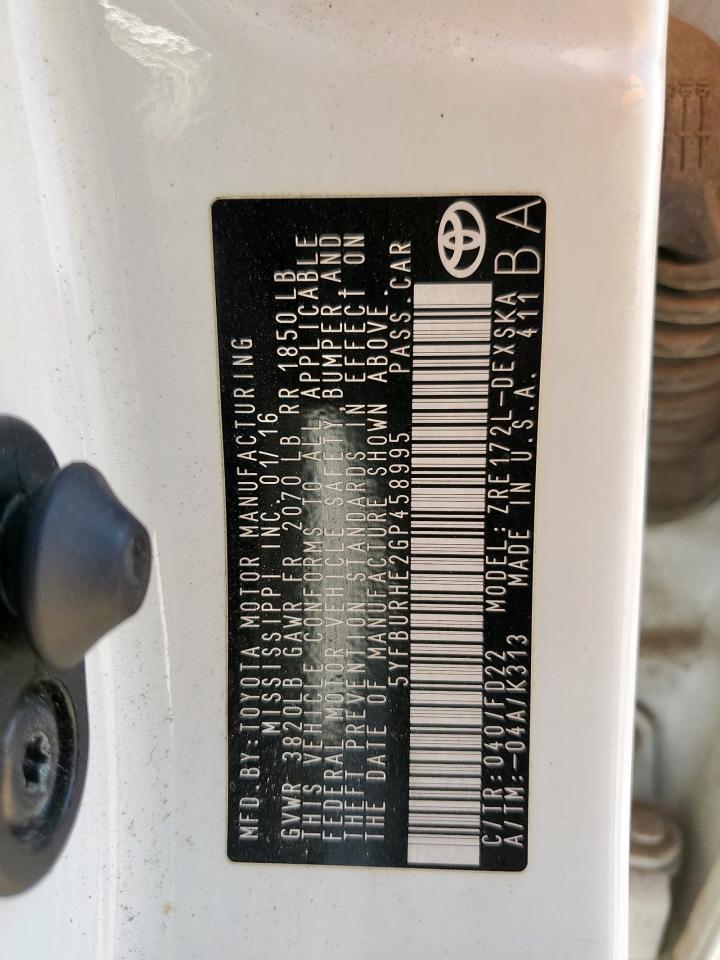 MFD.BY:TOYOTA MOTOR MANUFACTURING
MISSISSIPPI INC.01/16
GVWR 3820LB GAWR FR 2070 LB RR 1850 LB
THIS VEHICLE CONFORMS TO ALL APPLICABLE
FEDERAL MOTOR VEHICLE SAFETY,BUMPER AND
THEFT PREVENTION STANDARDS IN EFFECT ON
THE DATE OF MANUFACTURE SHOWN ABOVE.
5YFBURHE2GP458995 PASS.CAR
C/TR:040/FD22 MODEL:ZRE172L-DEXSKA
A/TM:-04A/K313 MADE IN U.S.A. 411
BA